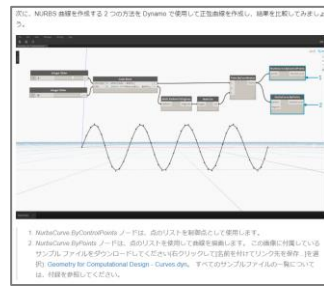 次に、NURBS 曲線を作成する 2 つの方法を Dynamo で使用して正弦曲線を作成し、結果を比較してみましょ
う。
1
2
1. NurbsCurve.ByControlPoints ノードは、点のリストを制御点として使用します。
2. NurbsCurve.ByPoints ノードは、点のリストを使用して曲線を描画します。 この画像に付属している
サンプル ファイルをダウンロードしてください(右クリックして[名前を付けてリンク先を保存...]を選
択): Geometry for Computational Design - Curves.dyn。 すべてのサンプルファイルの一覧について
は、付録を参照してください。